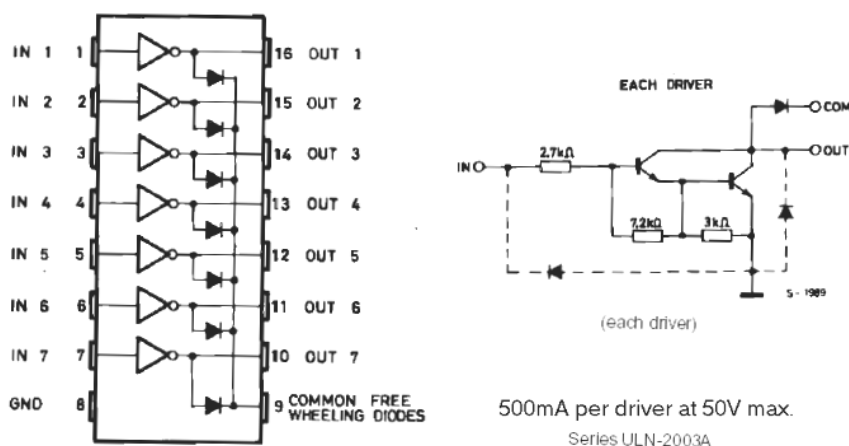 IN 1 1 16 OUT 1
IN 2 2 15 OUT 2
IN 3 3 14 OUT 3
IN 4 4 13 OUT 4
IN 5 5 12 OUT 5
IN 6 6 11 OUT 6
IN 7 7 10 OUT 7
GND 8 9 COMMON FREE
WHEELING DIODES
EACH DRIVER
COM
OUT
IN
2.7kΩ
7.2kΩ 3kΩ
S-1989
(each driver)
500mA per driver at 50V max.
Series ULN-2003A